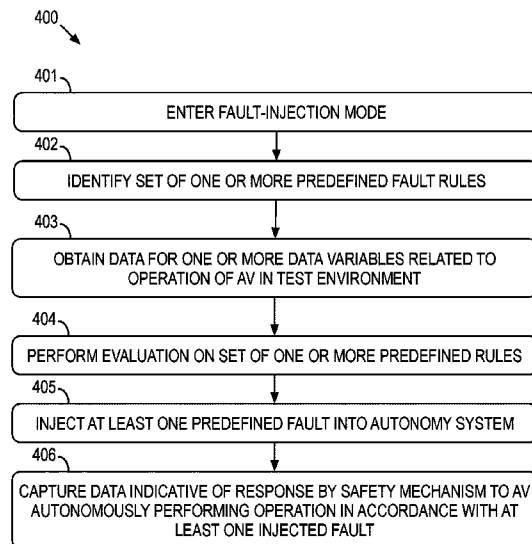 400
401
ENTER FAULT-INJECTION MODE
402
IDENTIFY SET OF ONE OR MORE PREDEFINED FAULT RULES
403
OBTAIN DATA FOR ONE OR MORE DATA VARIABLES RELATED TO
OPERATION OF AV IN TEST ENVIRONMENT
404
PERFORM EVALUATION ON SET OF ONE OR MORE PREDEFINED RULES
405
INJECT AT LEAST ONE PREDEFINED FAULT INTO AUTONOMY SYSTEM
406
CAPTURE DATA INDICATIVE OF RESPONSE BY SAFETY MECHANISM TO AV
AUTONOMOUSLY PERFORMING OPERATION IN ACCORDANCE WITH AT
LEAST ONE INJECTED FAULT